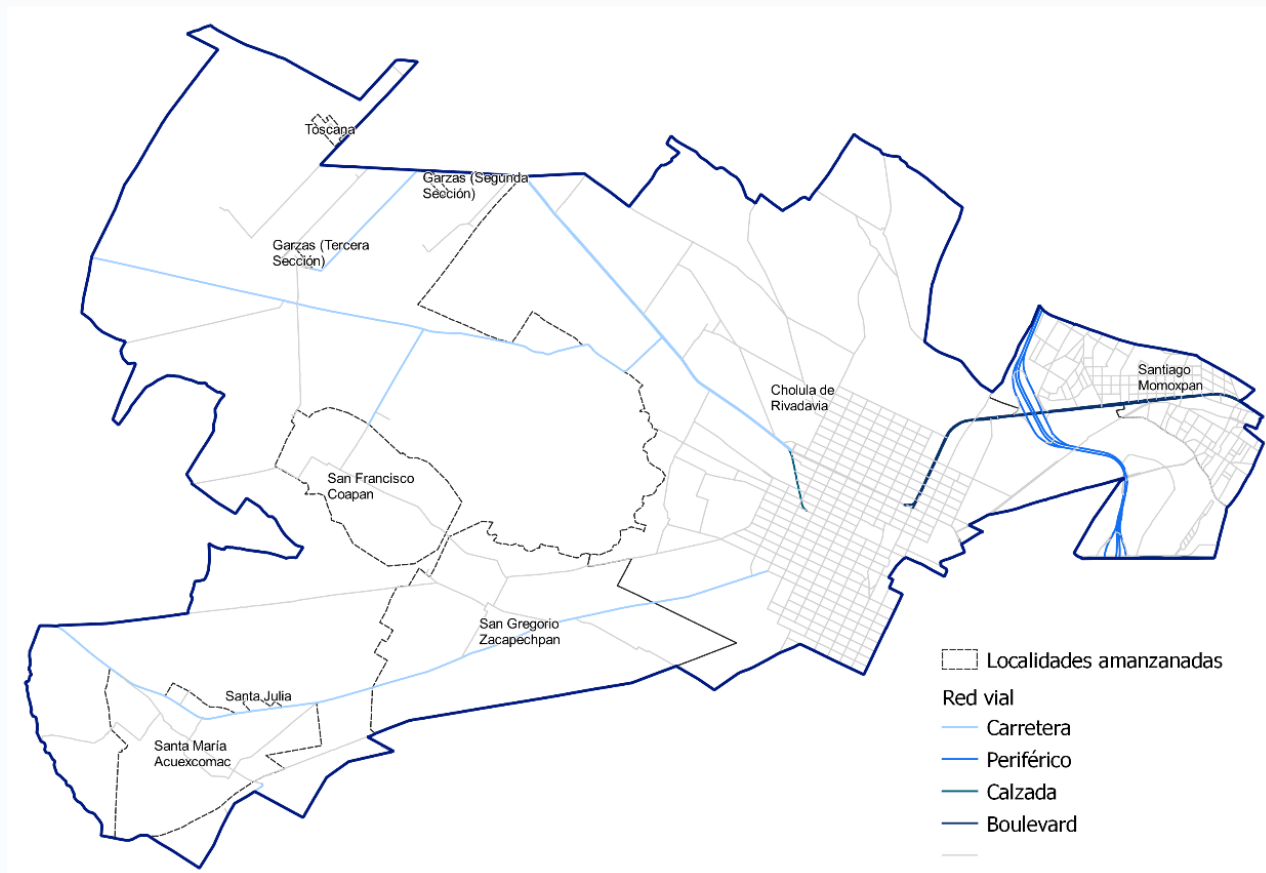 Toscana
Garzas (Segunda
Sección)
Garzas (Tercera
Sección)
Santiago
Momoxpan
Cholula de
Rivadavia
San Francisco
Coapan
San Gregorio
Zacapechpan
Santa Julia
Santa María
Acuexcomac
Localidades amanzanadas
Red vial
Carretera
Periférico
Calzada
Boulevard